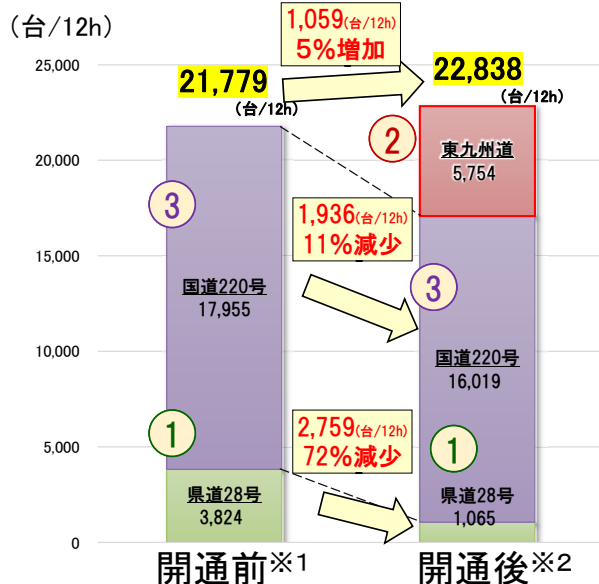 (台/12h)
1,059(台/12h)
5%増加
25,000
21,779
(台/12h)
22,838
(台/12h)
②
東九州道
5,754
20,000
③
1,936(台/12h)
11%減少
15,000
国道220号
17,955
③
10,000
国道220号
16,019
①
2,759(台/12h)
72%減少
①
5,000
県道28号
3,824
県道28号
1,065
0
開通前※1
開通後※2